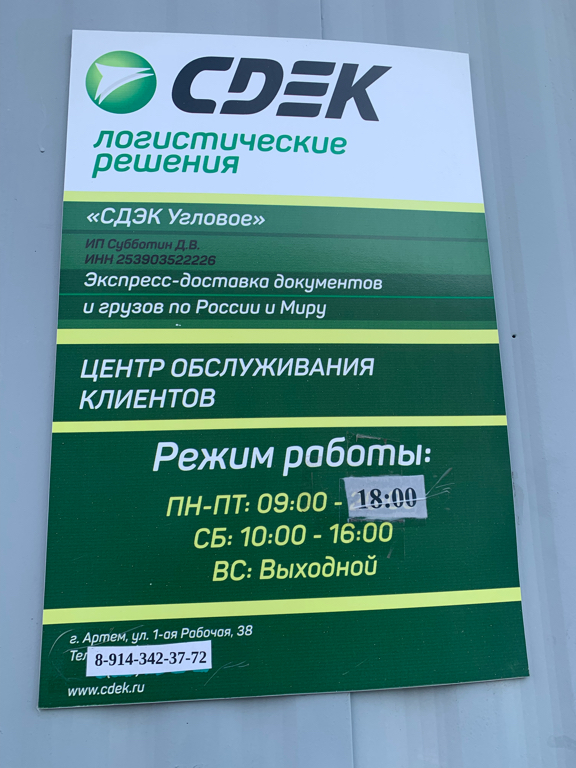 CDEK
логистические
решения
«СДЭК Угловое»
ИП Субботин Д.В.
ИНН 253903522226
Экспресс-доставка документов
и грузов по России и Миру
ЦЕНТР ОБСЛУЖИВАНИЯ
КЛИЕНТОВ
Режим работы:
ПН-ПТ: 09:00 - 18:00
СБ: 10:00 - 16:00
ВС: Выходной
г. Артем, ул. 1-ая Рабочая, 38
Тел 8-914-342-37-72
www.cdek.ru